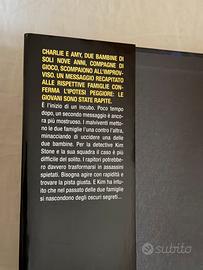 CHARLIE E AMY, DUE BAMBINE DI
SOLI NOVE ANNI, COMPAGNE DI
GIOCO, SCOMPAIONO ALL'IMPROV-
VISO. UN MESSAGGIO RECAPITATO
ALLE RISPETTIVE FAMIGLIE CON-
FERMA L'IPOTESI PEGGIORE: LE
GIOVANI SONO STATE RAPITE.
È l'inizio di un incubo. Poco tempo
dopo, un secondo messaggio è anco-
ra più mostruoso. I malviventi metto-
no le due famiglie l'una contro l'altra,
minacciando di uccidere una delle
due bambine. Per la detective Kim
Stone e la sua squadra il caso è più
difficile del solito. I rapitori potrebbe-
ro davvero trasformarsi in assassini
spietati. Bisogna agire con rapidità e
trovare la pista giusta. E Kim ha intui-
to che nel passato delle due famiglie
si nascondono degli oscuri segreti...
subito